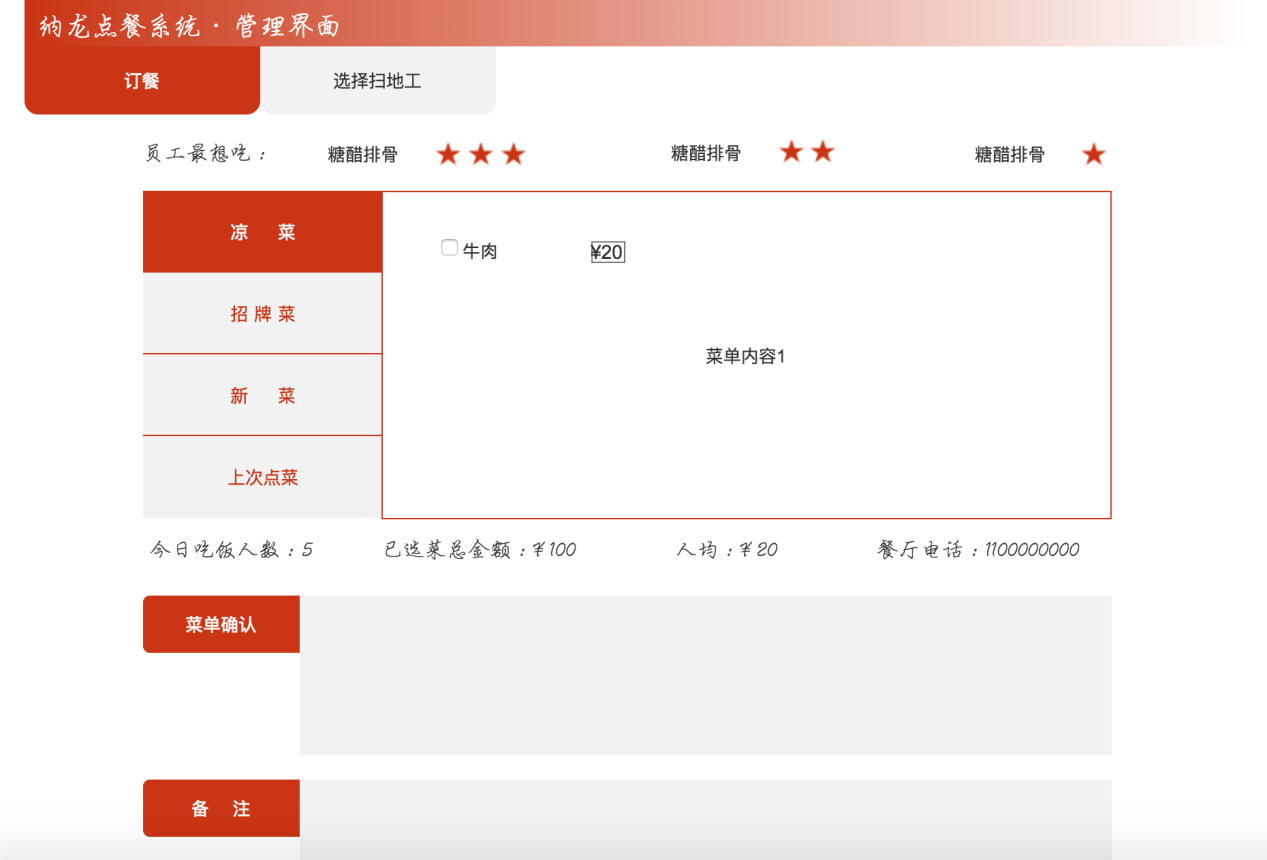 纳龙点餐系统·管理界面
订餐 选择扫地工
员工最想吃： 糖醋排骨 ★★★ 糖醋排骨 ★★ 糖醋排骨 ★
凉 菜
牛肉 ¥20
招 牌 菜
菜单内容1
新 菜
上次点菜
今日吃饭人数：5 已选菜总金额：¥100 人均：¥20 餐厅电话：1100000000
菜单确认
备 注